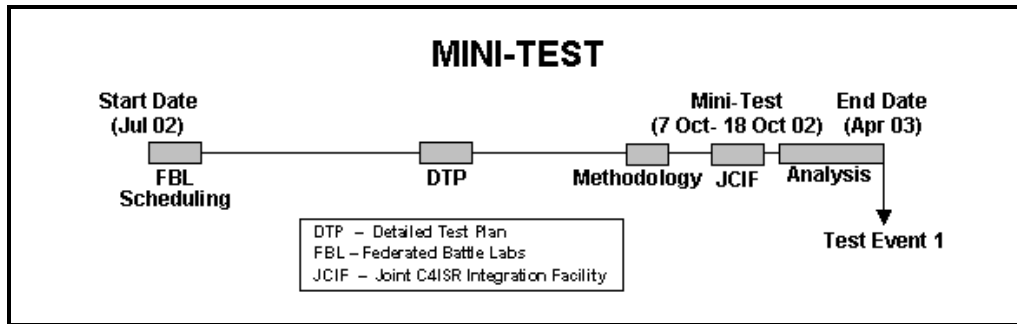 MINI-TEST
Start Date
(Jul 02)
Mini-Test
(7 Oct- 18 Oct 02)
End Date
(Apr 03)
FBL
Scheduling
DTP
Methodology
JCIF
Analysis
Test Event 1
DTP – Detailed Test Plan
FBL – Federated Battle Labs
JCIF – Joint C4ISR Integration Facility